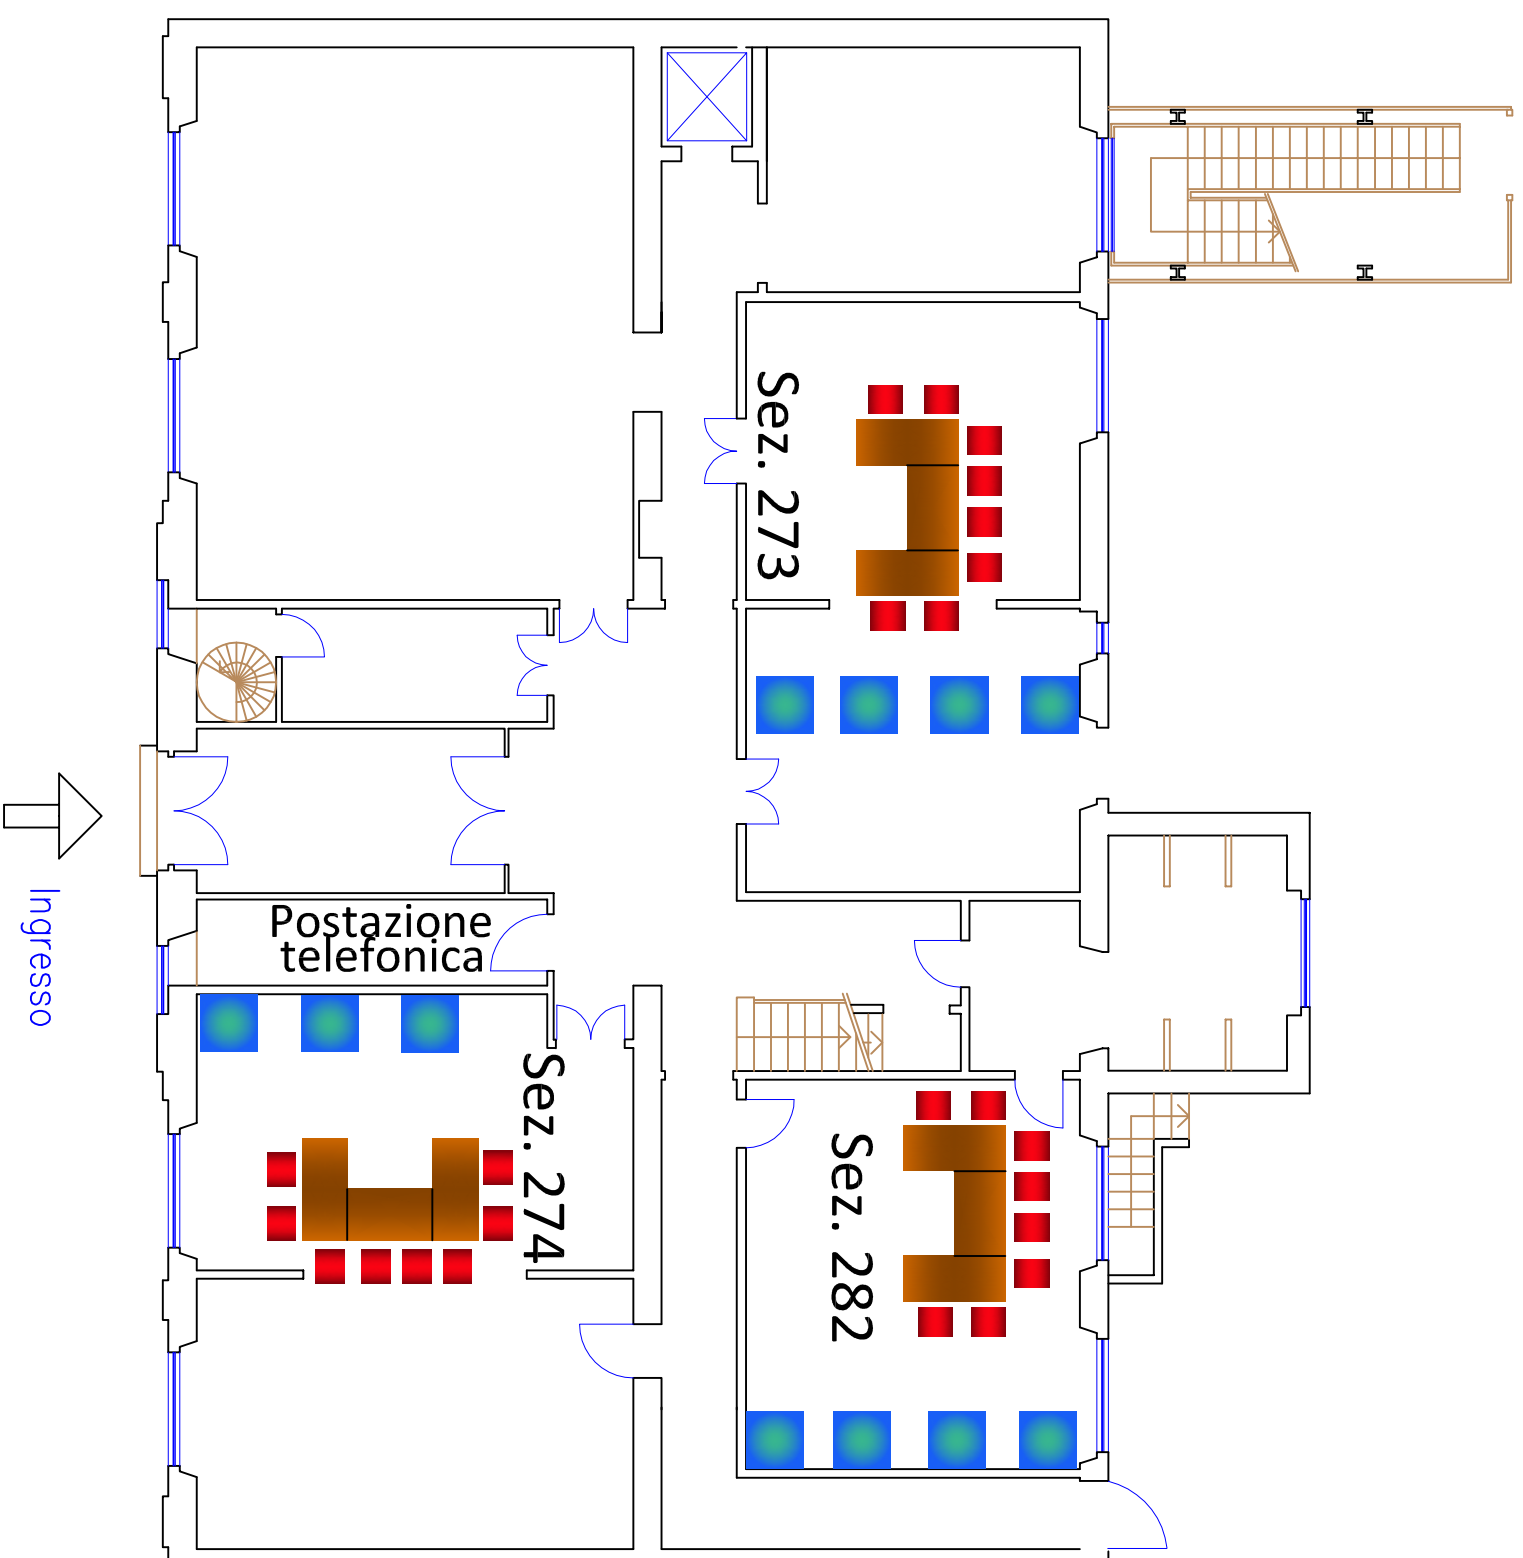 Sez. 273
Ingresso
Postazione
telefonica
Sez. 274
Sez. 282